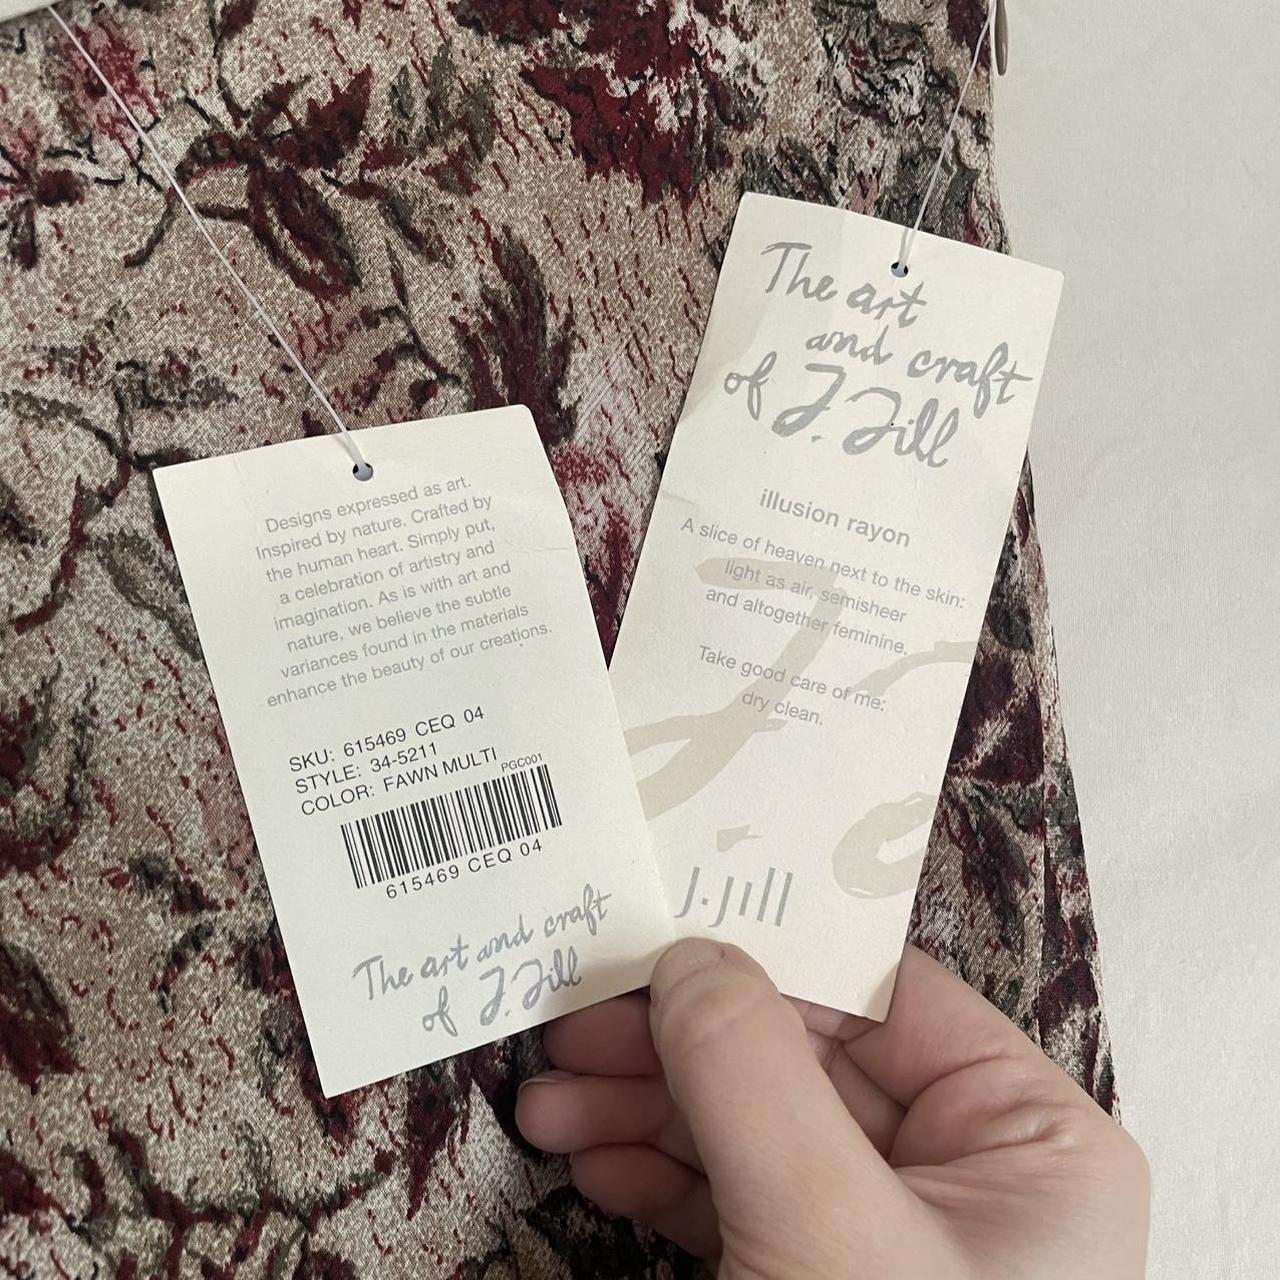 Designs expressed as art.
Inspired by nature. Crafted by
the human heart. Simply put,
a celebration of artistry and
imagination. As is with art and
nature, we believe the subtle
variances found in the materials
enhance the beauty of our creations.
SKU: 615469 CEQ 04
STYLE: 34-5211
COLOR: FAWN MULTI
PGC001
615469 CEQ 04
The art and craft
of J. Jill
The art
and craft
of J. Jill
illusion rayon
A slice of heaven next to the skin:
light as air, semisheer
and altogether feminine.
Take good care of me:
dry clean.
J.Jill